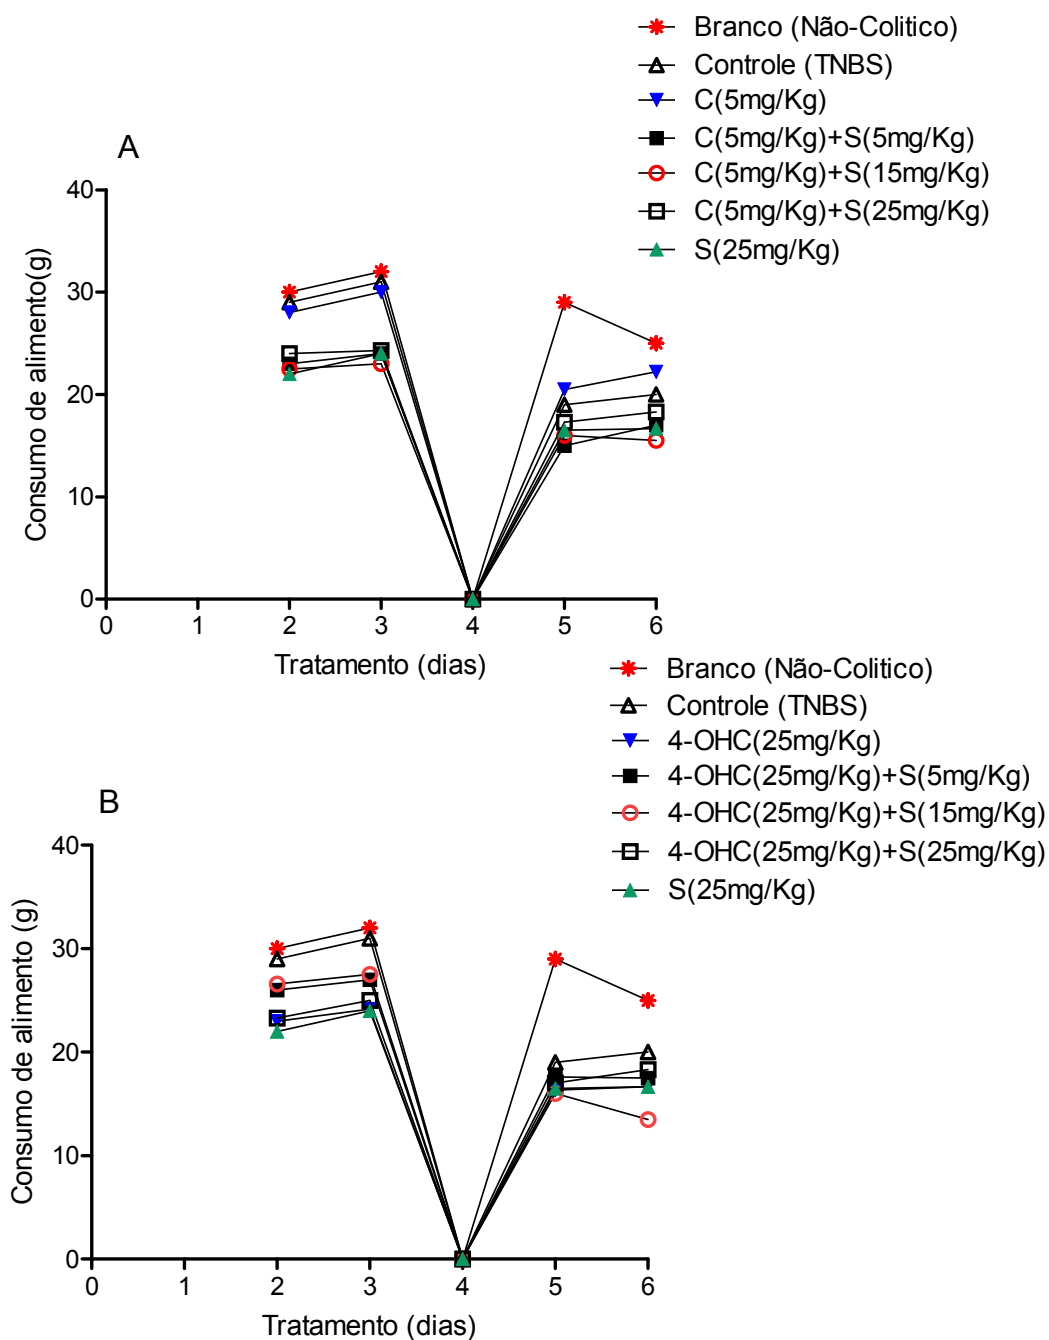 Branco (Não-Colitico)
Controle (TNBS)
C(5mg/Kg)
C(5mg/Kg)+S(5mg/Kg)
C(5mg/Kg)+S(15mg/Kg)
C(5mg/Kg)+S(25mg/Kg)
S(25mg/Kg)
A
Consumo de alimento(g)
40
30
20
10
0
0 1 2 3 4 5 6
Tratamento (dias)
Branco (Não-Colitico)
Controle (TNBS)
4-OHC(25mg/Kg)
4-OHC(25mg/Kg)+S(5mg/Kg)
4-OHC(25mg/Kg)+S(15mg/Kg)
4-OHC(25mg/Kg)+S(25mg/Kg)
S(25mg/Kg)
B
Consumo de alimento (g)
40
30
20
10
0
0 1 2 3 4 5 6
Tratamento (dias)